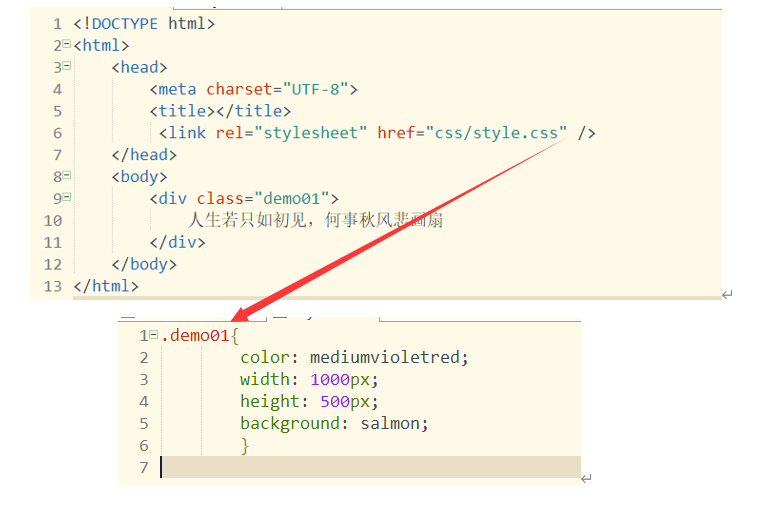 1 <!DOCTYPE html>
2 <html>
3 <head>
4 <meta charset="UTF-8">
5 <title></title>
6 <link rel="stylesheet" href="css/style.css" />
7 </head>
8 <body>
9 <div class="demo01">
10 人生若只如初见，何事秋风悲画扇
11 </div>
12 </body>
13 </html>
1 .demo01{
2 color: mediumvioletred;
3 width: 1000px;
4 height: 500px;
5 background: salmon;
6 }
7